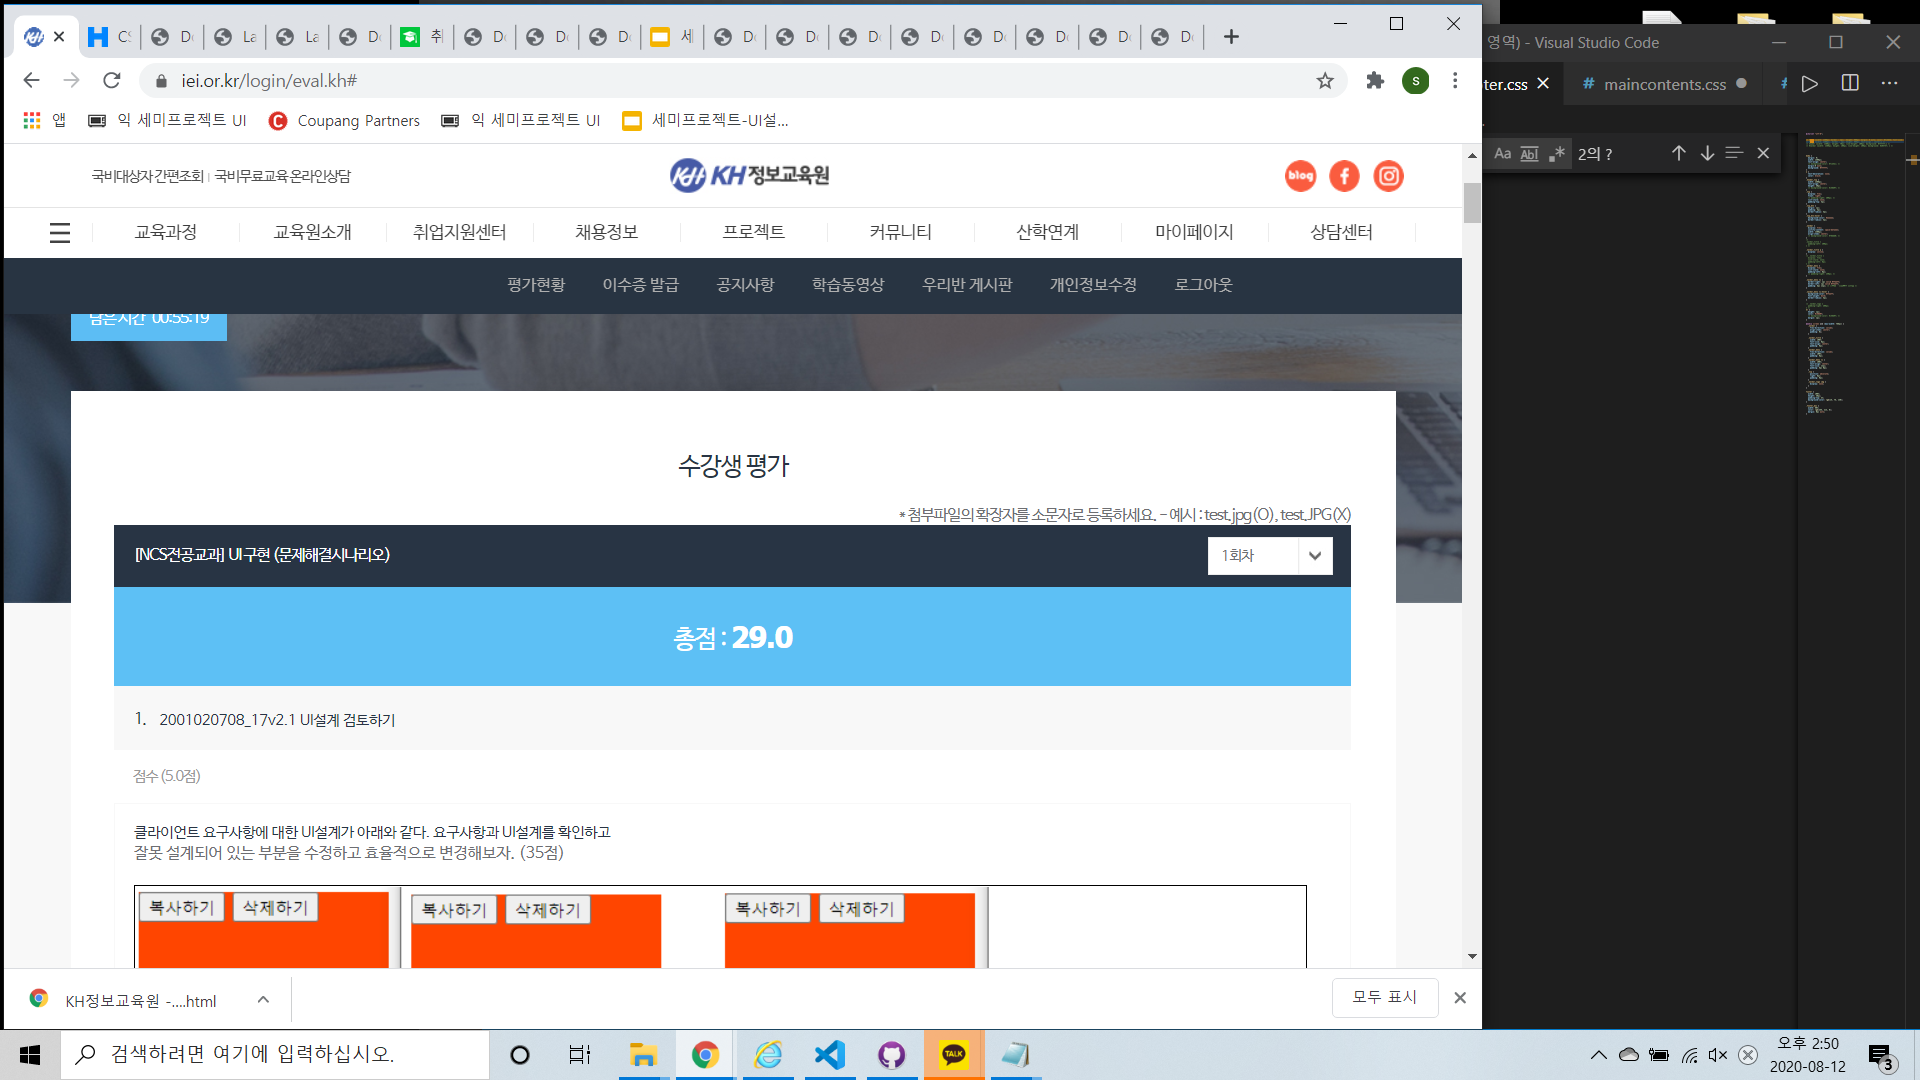 CS
D
La
La
D
취
D
D
D
세
D
D
D
D
D
D
D
D
iei.or.kr/login/eval.kh#
S
앱
익 세미프로젝트 UI
Coupang Partners
익 세미프로젝트 UI
세미프로젝트-UI설...
영역) - Visual Studio Code
ter.css
# maincontents.css
Aa Abl .* 2의 ?
국비대상자 간편조회 | 국비무료교육 온라인상담
KH KH 정보교육원
blog
교육과정
교육원소개
취업지원센터
채용정보
프로젝트
커뮤니티
산학연계
마이페이지
상담센터
평가현황
이수증 발급
공지사항
학습동영상
우리반 게시판
개인정보수정
로그아웃
남은시간 00:55:19
수강생 평가
* 첨부파일의 확장자를 소문자로 등록하세요. - 예시 : test.jpg(O), test.JPG(X)
[NCS전공교과] UI 구현 (문제해결시나리오)
1회차
총점 : 29.0
1. 2001020708_17v2.1 UI설계 검토하기
점수 (5.0점)
클라이언트 요구사항에 대한 UI설계가 아래와 같다. 요구사항과 UI설계를 확인하고
잘못 설계되어 있는 부분을 수정하고 효율적으로 변경해보자. (35점)
복사하기
삭제하기
복사하기
삭제하기
복사하기
삭제하기
KH정보교육원 -....html
모두 표시
검색하려면 여기에 입력하십시오.
TALK
오후 2:50
2020-08-12
3